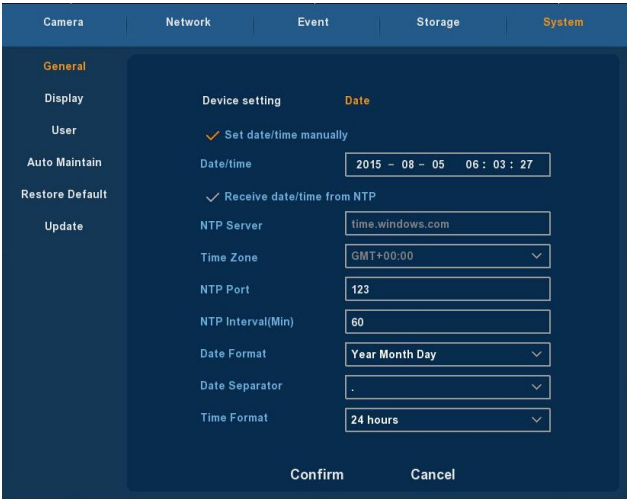 Camera Network Event Storage System
General
Display
User
Auto Maintain
Restore Default
Update
Device setting Date
Set date/time manually
Date/time 2015 - 08 - 05 06 : 03 : 27
Receive date/time from NTP
NTP Server time.windows.com
Time Zone GMT+00:00
NTP Port 123
NTP Interval(Min) 60
Date Format Year Month Day
Date Separator .
Time Format 24 hours
Confirm Cancel